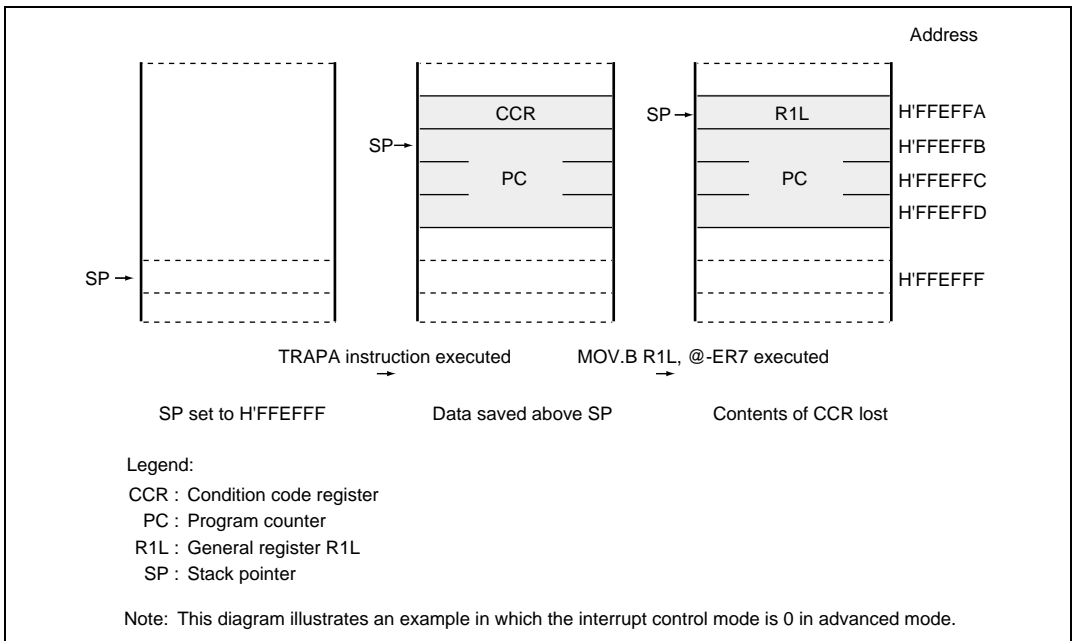 Address
CCR
SP
R1L
H'FFEFFA
SP
H'FFEFFB
PC
PC
H'FFEFFC
H'FFEFFD
SP
H'FFEFFF
TRAPA instruction executed
MOV.B R1L, @-ER7 executed
SP set to H'FFEFFF
Data saved above SP
Contents of CCR lost
Legend:
CCR : Condition code register
PC : Program counter
R1L : General register R1L
SP : Stack pointer
Note: This diagram illustrates an example in which the interrupt control mode is 0 in advanced mode.